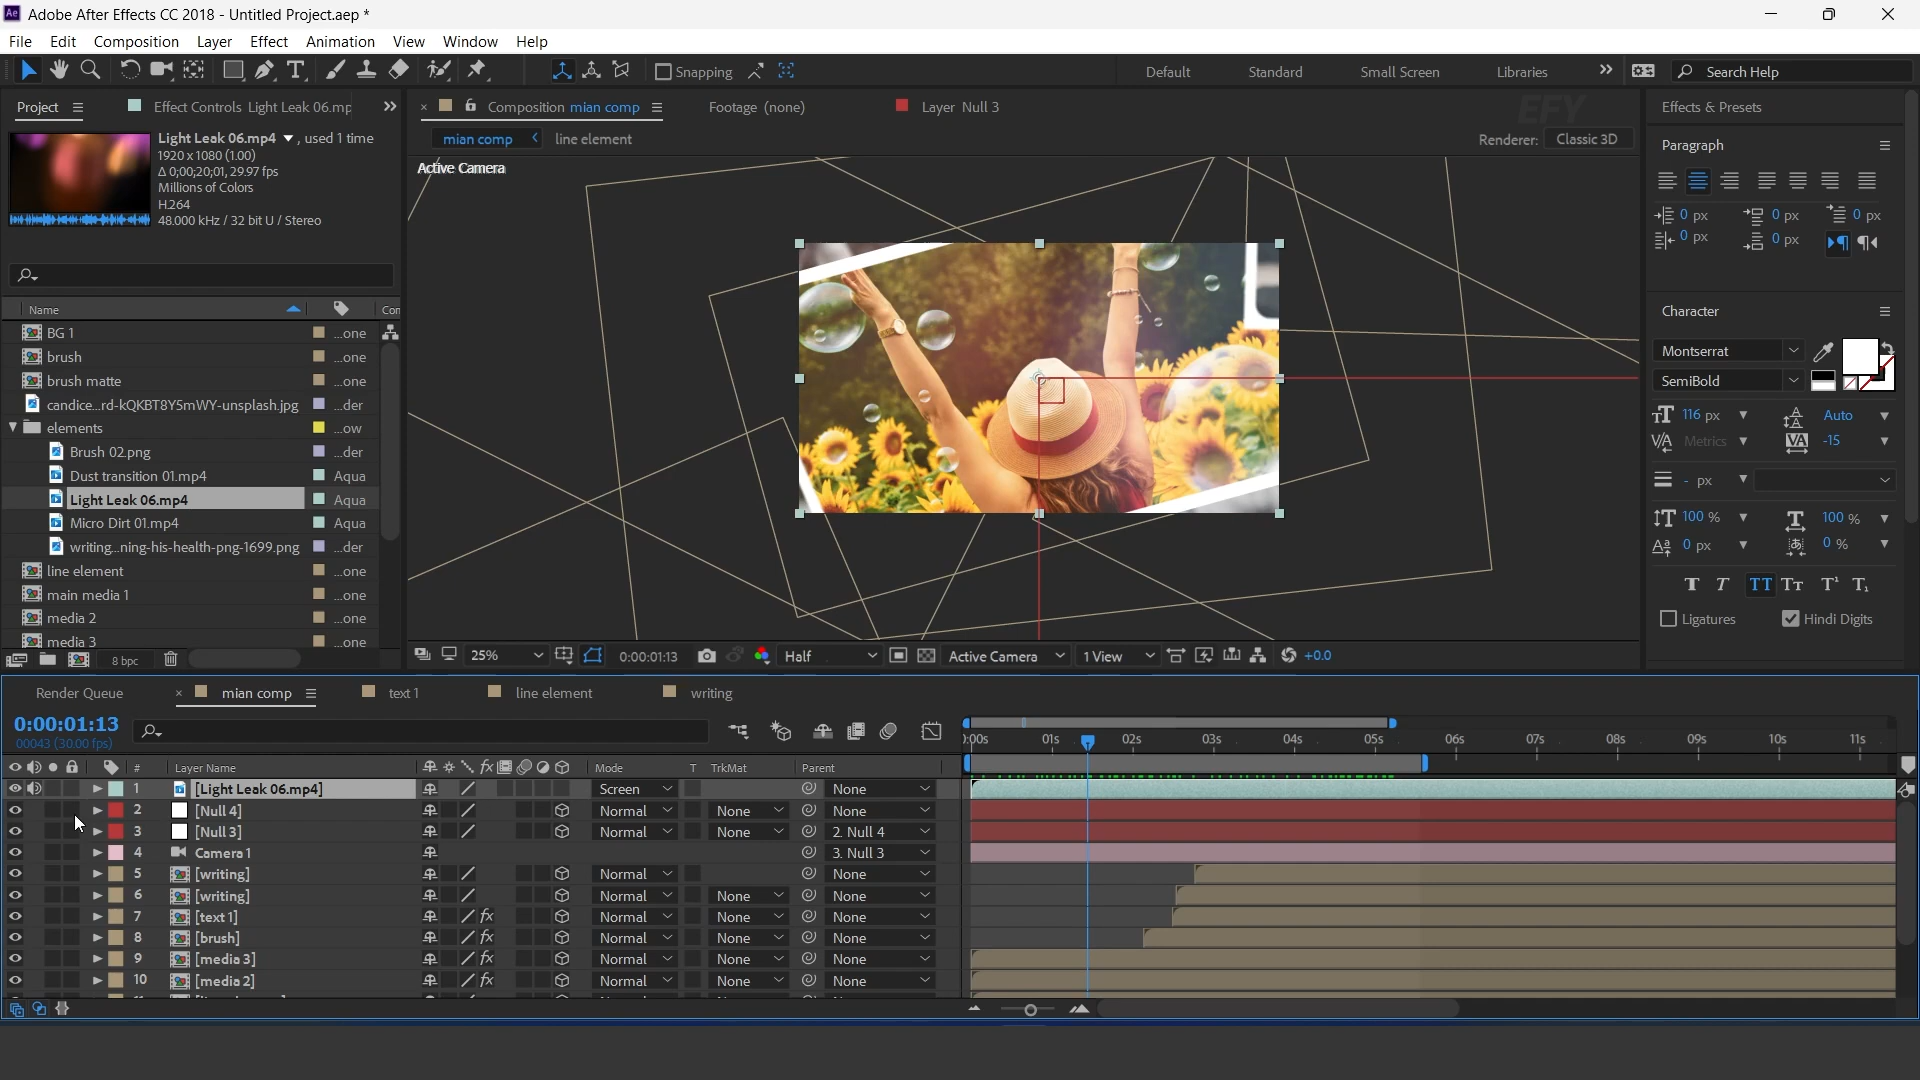 Ae Adobe After Effects CC 2018 - Untitled Project.aep *
File Edit Composition Layer Effect Animation View Window Help
Snapping Default Standard Small Screen Libraries Search Help
Project Effect Controls Light Leak 06.mp
Composition mian comp Footage (none) Layer Null 3
EFY
Effects & Presets
mian comp line element
Renderer: Classic 3D
Active Camera
Light Leak 06.mp4 , used 1 time
1920 x 1080 (1.00)
Δ 0;00;20;01, 29.97 fps
Millions of Colors
H.264
48.000 kHz / 32 bit U / Stereo
Name Con
BG 1 ...one
brush ...one
brush matte ...one
candice...rd-kQKBT8Y5mWY-unsplash.jpg ...der
elements ...ow
Brush 02.png ...der
Dust transition 01.mp4 Aqua
Light Leak 06.mp4 Aqua
Micro Dirt 01.mp4 Aqua
writing...ning-his-health-png-1699.png ...der
line element ...one
main media 1 ...one
media 2 ...one
media 3 ...one
8 bpc
25% 0:00:01:13 Half Active Camera 1 View +0.0
Paragraph
0 px 0 px 0 px
0 px 0 px
Character
Montserrat
SemiBold
116 px Auto
Metrics -15
- px
100 % 100 %
0 px 0 %
T T TT Tt T¹ T₁
Ligatures Hindi Digits
Render Queue mian comp text 1 line element writing
0:00:01:13
00043 (30.00 fps)
):00s 01s 02s 03s 04s 05s 06s 07s 08s 09s 10s 11s
# Layer Name Mode T TrkMat Parent
1 [Light Leak 06.mp4] Screen None
2 [Null 4] Normal None None
3 [Null 3] Normal None 2. Null 4
4 Camera 1 3. Null 3
5 [writing] Normal None
6 [writing] Normal None None
7 [text 1] fx Normal None None
8 [brush] fx Normal None None
9 [media 3] fx Normal None None
10 [media 2] fx Normal None None